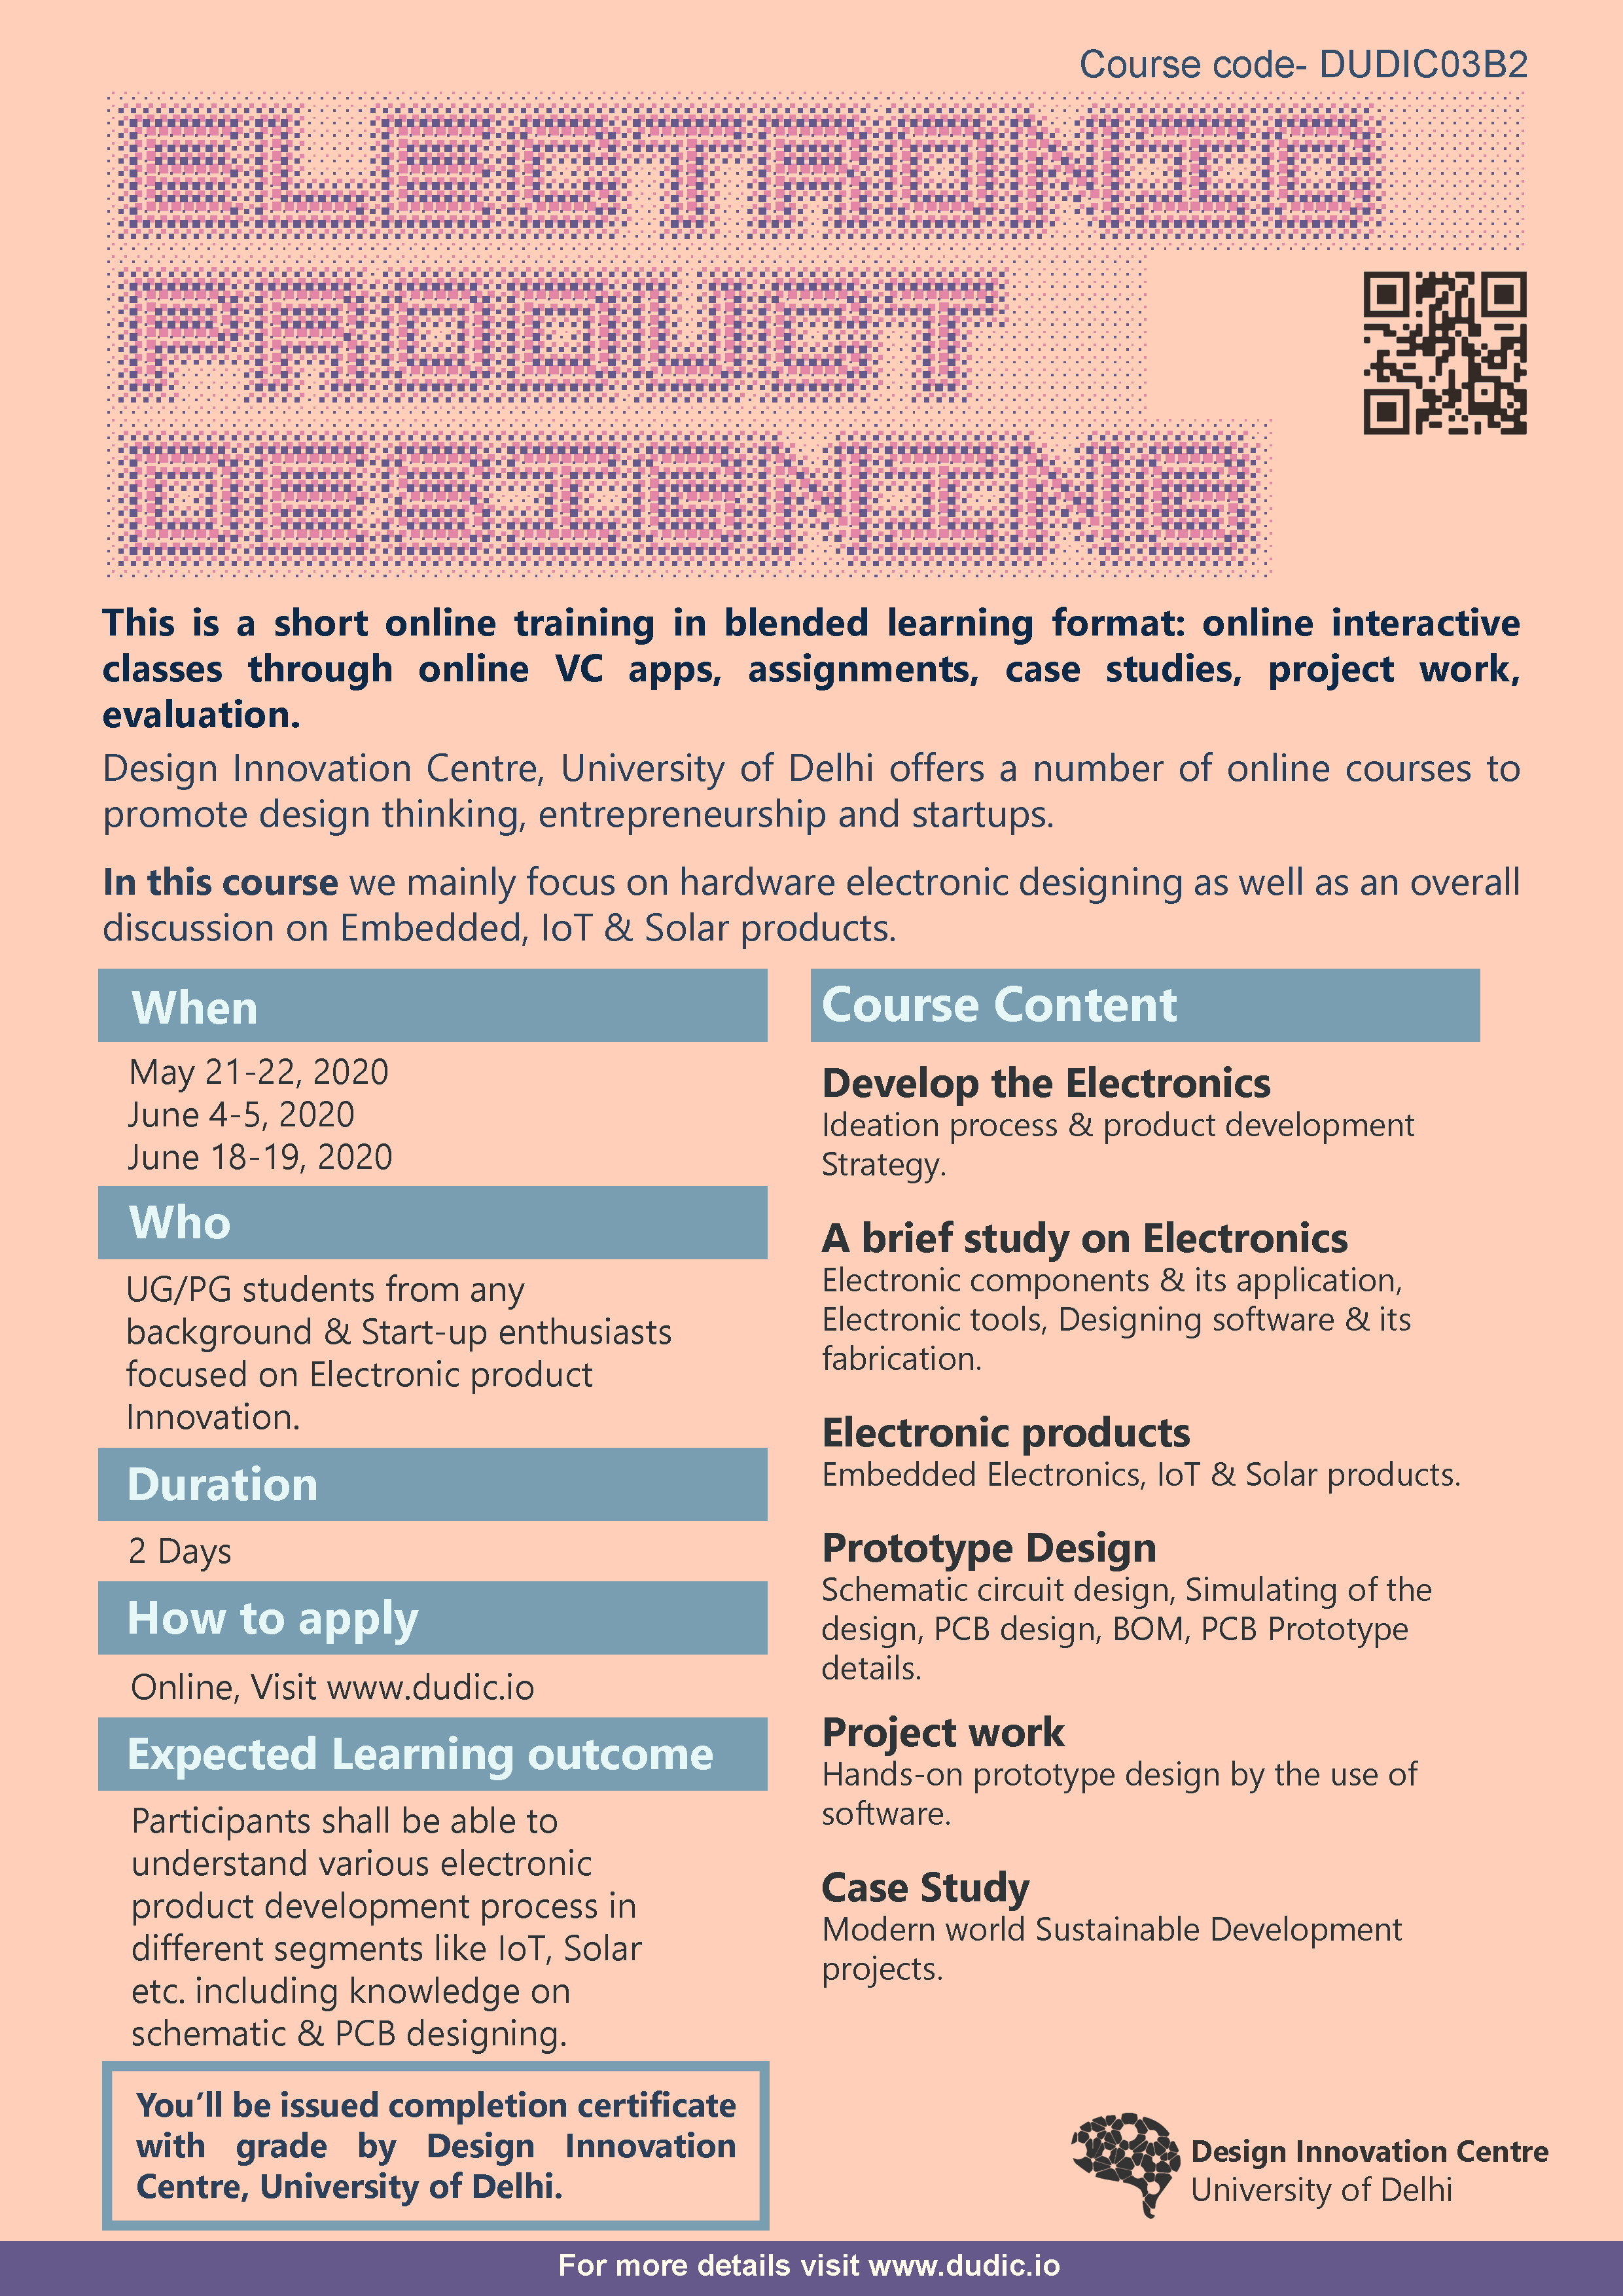 Course code- DUDIC03B2
ELECTRONIC
PRODUCT
DESIGNING
This is a short online training in blended learning format: online interactive
classes through online VC apps, assignments, case studies, project work,
evaluation.
Design Innovation Centre, University of Delhi offers a number of online courses to
promote design thinking, entrepreneurship and startups.
In this course we mainly focus on hardware electronic designing as well as an overall
discussion on Embedded, IoT & Solar products.
When
May 21-22, 2020
June 4-5, 2020
June 18-19, 2020
Who
UG/PG students from any
background & Start-up enthusiasts
focused on Electronic product
Innovation.
Duration
2 Days
How to apply
Online, Visit www.dudic.io
Expected Learning outcome
Participants shall be able to
understand various electronic
product development process in
different segments like IoT, Solar
etc. including knowledge on
schematic & PCB designing.
You’ll be issued completion certificate
with grade by Design Innovation
Centre, University of Delhi.
Course Content
Develop the Electronics
Ideation process & product development
Strategy.
A brief study on Electronics
Electronic components & its application,
Electronic tools, Designing software & its
fabrication.
Electronic products
Embedded Electronics, IoT & Solar products.
Prototype Design
Schematic circuit design, Simulating of the
design, PCB design, BOM, PCB Prototype
details.
Project work
Hands-on prototype design by the use of
software.
Case Study
Modern world Sustainable Development
projects.
Design Innovation Centre
University of Delhi
For more details visit www.dudic.io